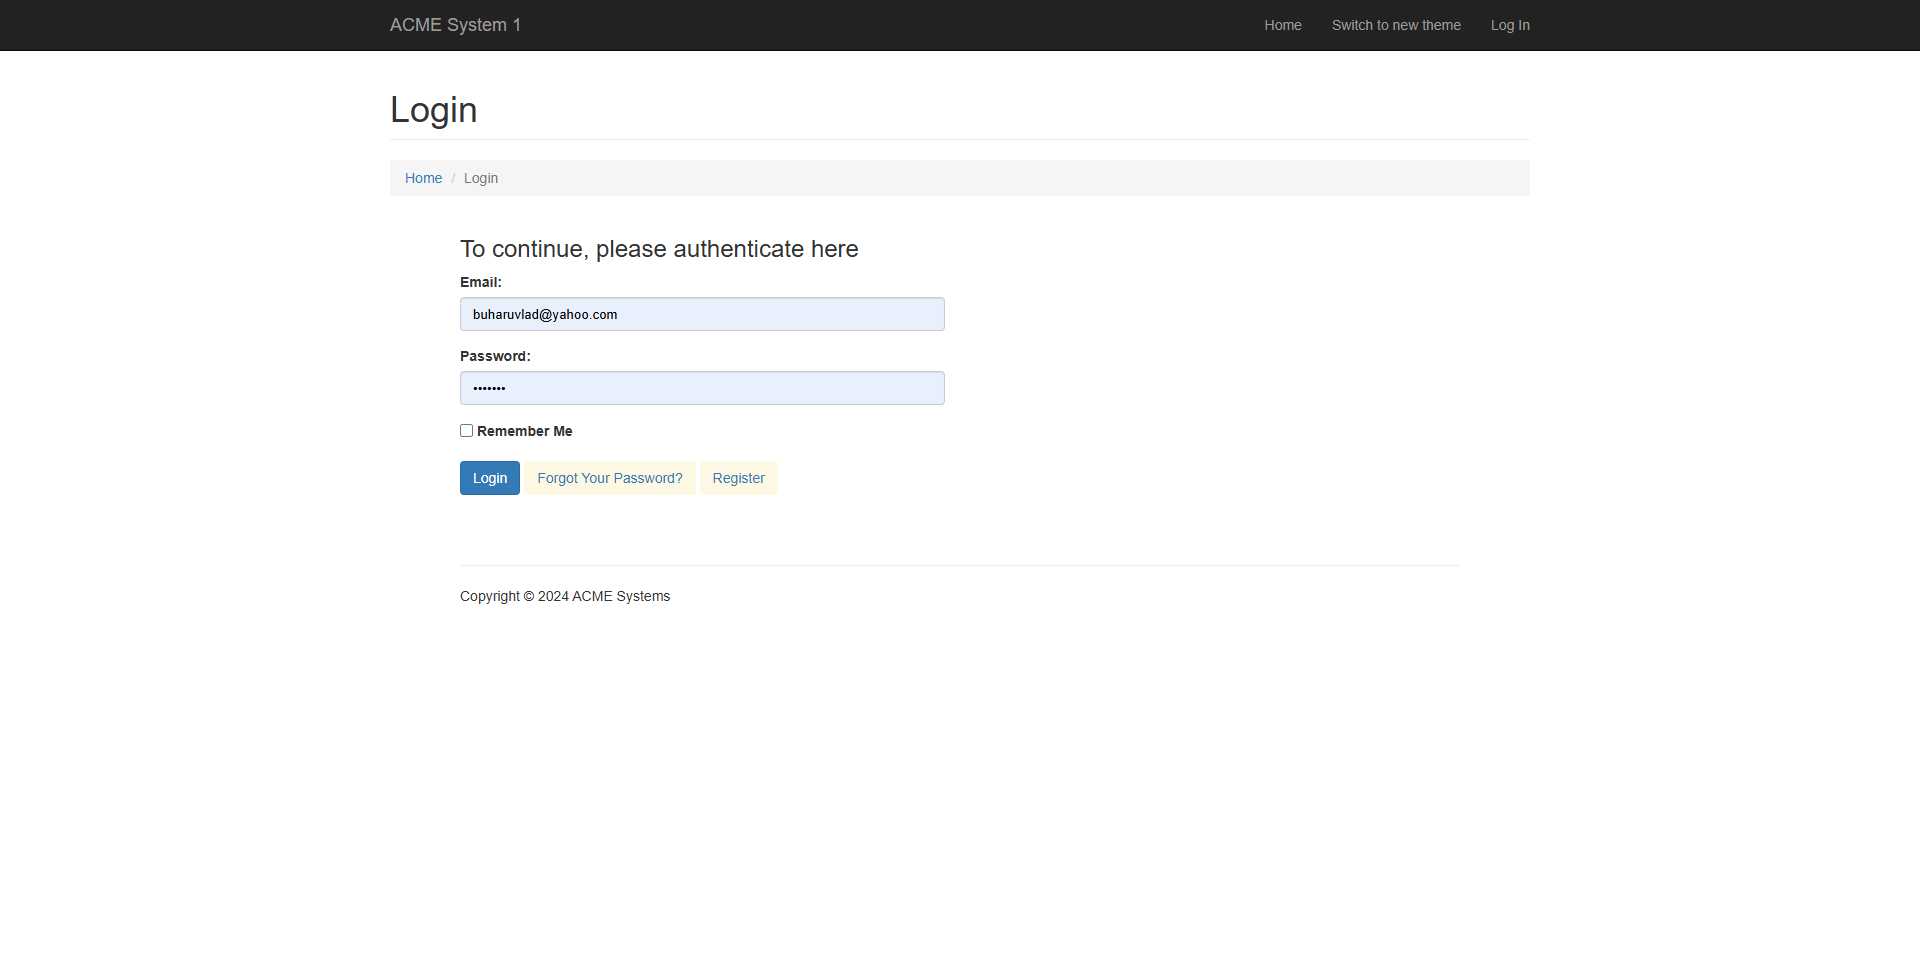 ACME System 1
Home Switch to new theme Log In
Login
Home / Login
To continue, please authenticate here
Email:
buharuvlad@yahoo.com
Password:
•••••••
Remember Me
Login Forgot Your Password? Register
Copyright © 2024 ACME Systems